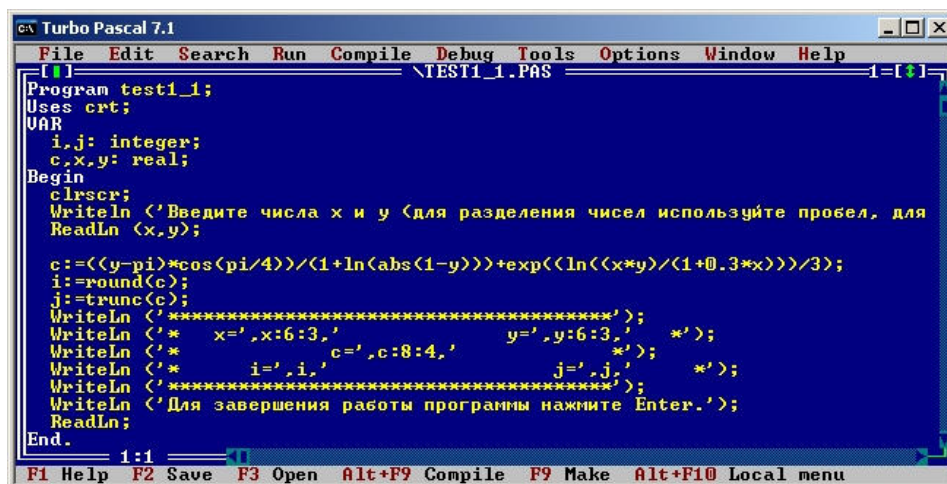 Turbo Pascal 7.1
File Edit Search Run Compile Debug Tools Options Window Help
\TEST1_1.PAS 1=[↕]
Program test1_1;
Uses crt;
VAR
i,j: integer;
c,x,y: real;
Begin
clrscr;
Writeln ('Введите числа x и y (для разделения чисел используйте пробел, для
ReadLn (x,y);
c:=((y-pi)*cos(pi/4))/(1+ln(abs(1-y)))+exp((ln((x*y)/(1+0.3*x)))/3);
i:=round(c);
j:=trunc(c);
WriteLn ('***************************************');
WriteLn ('*   x=',x:6:3,'              y=',y:6:3,'   *');
WriteLn ('*             c=',c:8:4,'             *');
WriteLn ('*      i=',i,'                   j=',j,'      *');
WriteLn ('***************************************');
WriteLn ('Для завершения работы программы нажмите Enter.');
ReadLn;
End.
1:1
F1 Help F2 Save F3 Open Alt+F9 Compile F9 Make Alt+F10 Local menu